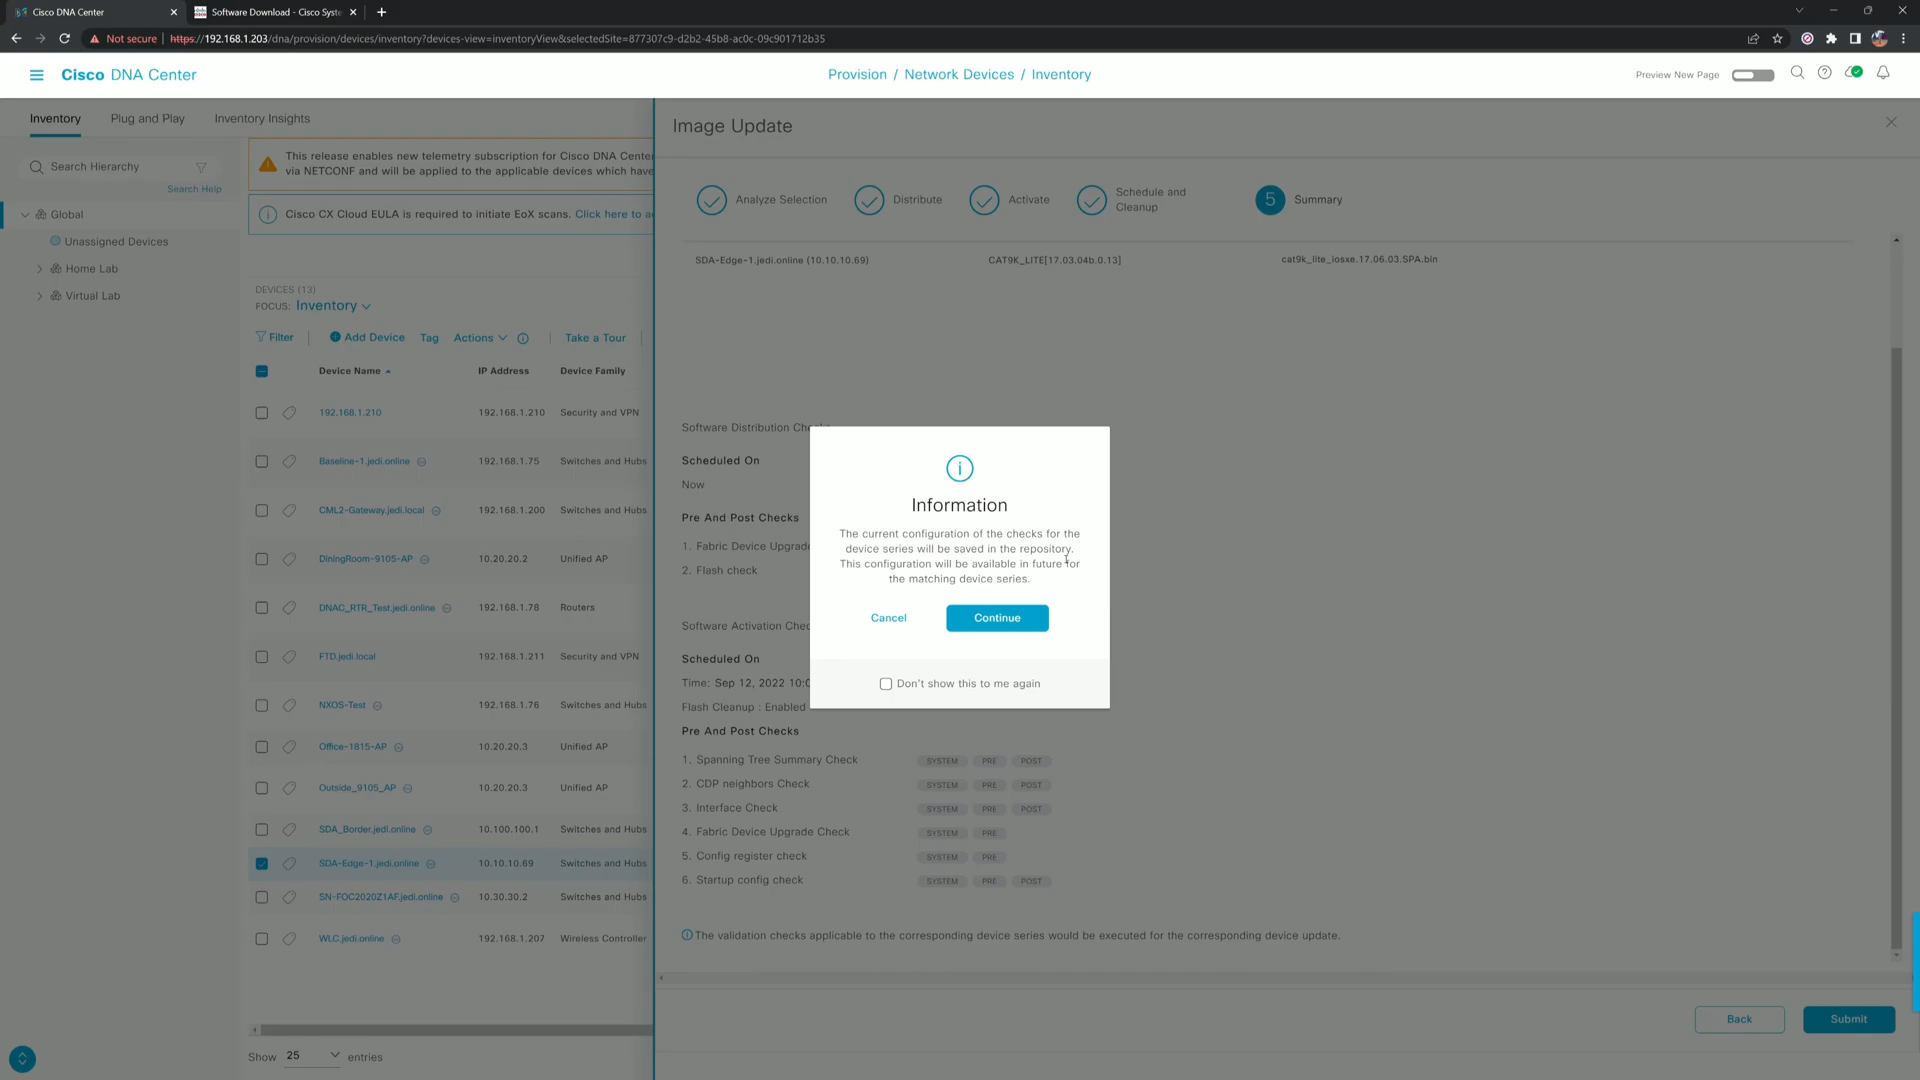 Cisco DNA Center
Software Download - Cisco Syste
Not secure
https://192.168.1.203/dna/provision/devices/inventory?devices-view=inventoryView&selectedSite=877307c9-d2b2-45b8-ac0c-09c901712b35
Cisco DNA Center
Provision / Network Devices / Inventory
Preview New Page
Inventory
Plug and Play
Inventory Insights
Search Hierarchy
Search Help
Global
Unassigned Devices
Home Lab
Virtual Lab
This release enables new telemetry subscription for Cisco DNA Center
via NETCONF and will be applied to the applicable devices which have
Cisco CX Cloud EULA is required to initiate EoX scans. Click here to a
DEVICES (13)
FOCUS: Inventory
Filter
Add Device
Tag
Actions
Take a Tour
Device Name
IP Address
Device Family
192.168.1.210 192.168.1.210 Security and VPN
Baseline-1.jedi.online 192.168.1.75 Switches and Hubs
CML2-Gateway.jedi.local 192.168.1.200 Switches and Hubs
DiningRoom-9105-AP 10.20.20.2 Unified AP
DNAC_RTR_Test.jedi.online 192.168.1.78 Routers
FTD.jedi.local 192.168.1.211 Security and VPN
NXOS-Test 192.168.1.76 Switches and Hubs
Office-1815-AP 10.20.20.3 Unified AP
Outside_9105_AP 10.20.20.3 Unified AP
SDA_Border.jedi.online 10.100.100.1 Switches and Hubs
SDA-Edge-1.jedi.online 10.10.10.69 Switches and Hubs
SN-FOC2020Z1AF.jedi.online 10.30.30.2 Switches and Hubs
WLC.jedi.online 192.168.1.207 Wireless Controller
Show 25 entries
Image Update
Analyze Selection
Distribute
Activate
Schedule and
Cleanup
5 Summary
SDA-Edge-1.jedi.online (10.10.10.69) CAT9K_LITE[17.03.04b.0.13] cat9k_lite_iosxe.17.06.03.SPA.bin
Software Distribution Checks
Scheduled On
Now
Pre And Post Checks
1. Fabric Device Upgrade
2. Flash check
Software Activation Chec
Scheduled On
Time: Sep 12, 2022 10:0
Flash Cleanup : Enabled
Pre And Post Checks
1. Spanning Tree Summary Check SYSTEM PRE POST
2. CDP neighbors Check SYSTEM PRE POST
3. Interface Check SYSTEM PRE POST
4. Fabric Device Upgrade Check SYSTEM PRE
5. Config register check SYSTEM PRE
6. Startup config check SYSTEM PRE POST
The validation checks applicable to the corresponding device series would be executed for the corresponding device update.
Back
Submit
Information
The current configuration of the checks for the
device series will be saved in the repository.
This configuration will be available in future for
the matching device series.
Cancel
Continue
Don't show this to me again